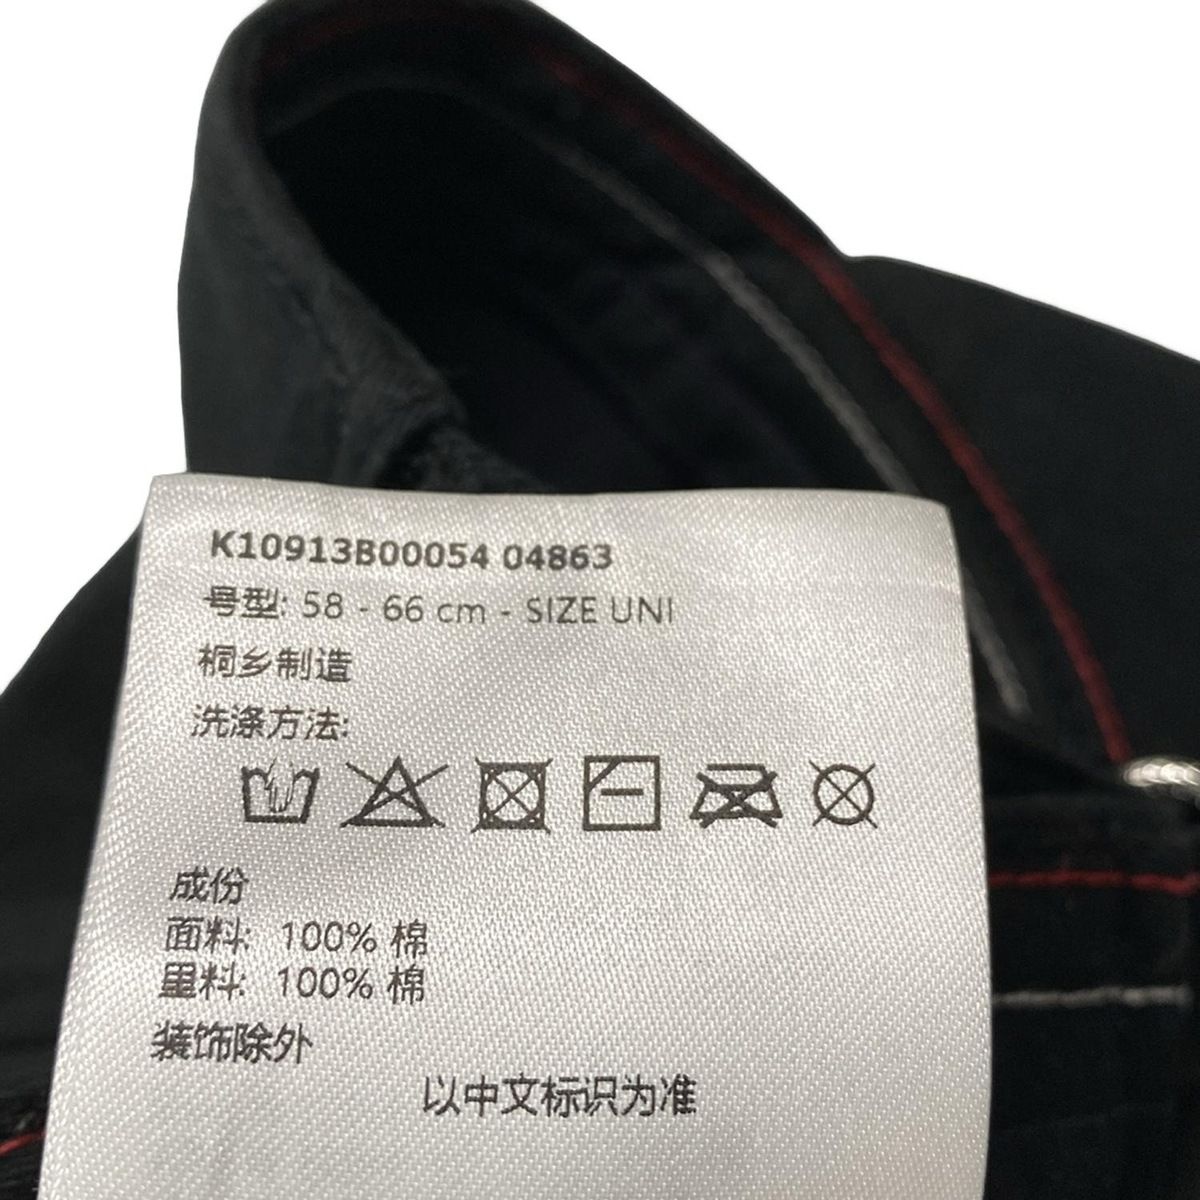 K10913B00054 04863
号型: 58 - 66 cm - SIZE UNI
桐乡制造
洗涤方法:
成份
面料: 100% 棉
里料: 100% 棉
装饰除外
以中文标识为准